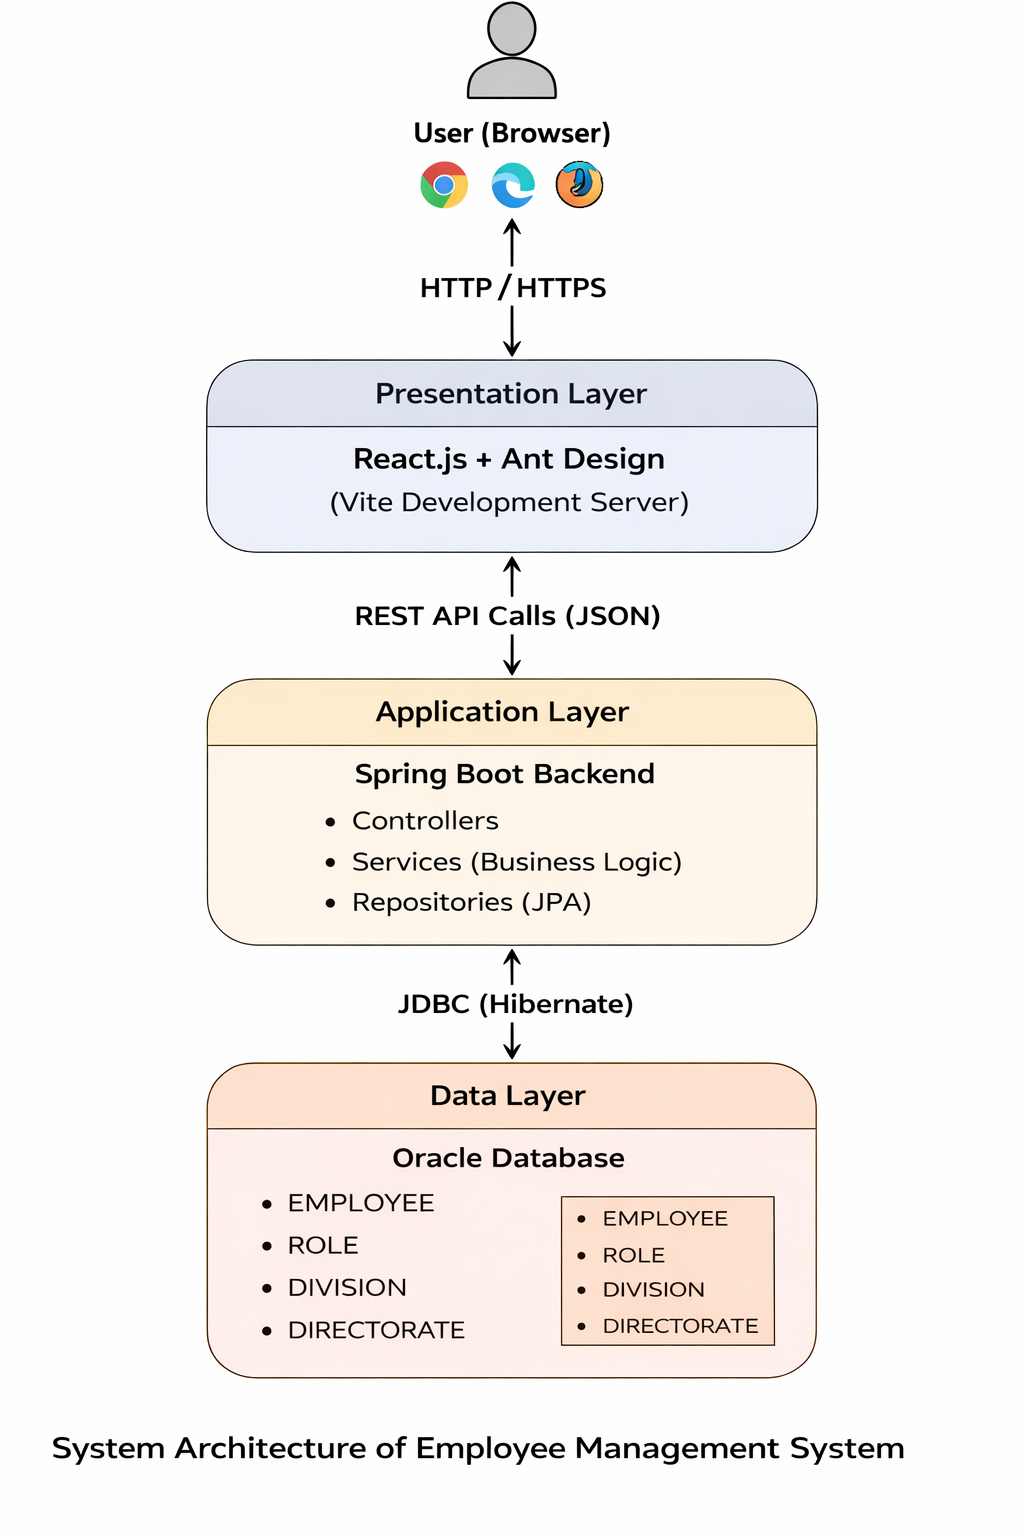 User (Browser)
HTTP / HTTPS
Presentation Layer
React.js + Ant Design
(Vite Development Server)
REST API Calls (JSON)
Application Layer
Spring Boot Backend
• Controllers
• Services (Business Logic)
• Repositories (JPA)
JDBC (Hibernate)
Data Layer
Oracle Database
• EMPLOYEE
• ROLE
• DIVISION
• DIRECTORATE
• EMPLOYEE
• ROLE
• DIVISION
• DIRECTORATE
System Architecture of Employee Management System